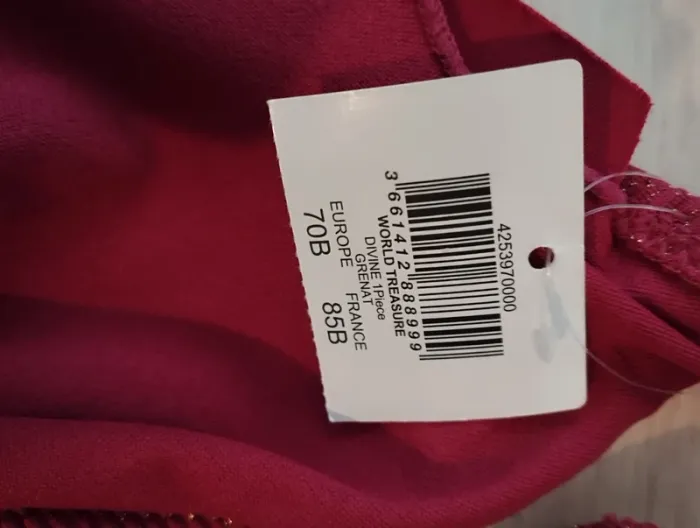 4253970000
3 661412 888999
WORLD TREASURE
DIVINE 1Piece
GRENAT
EUROPE FRANCE
70B 85B